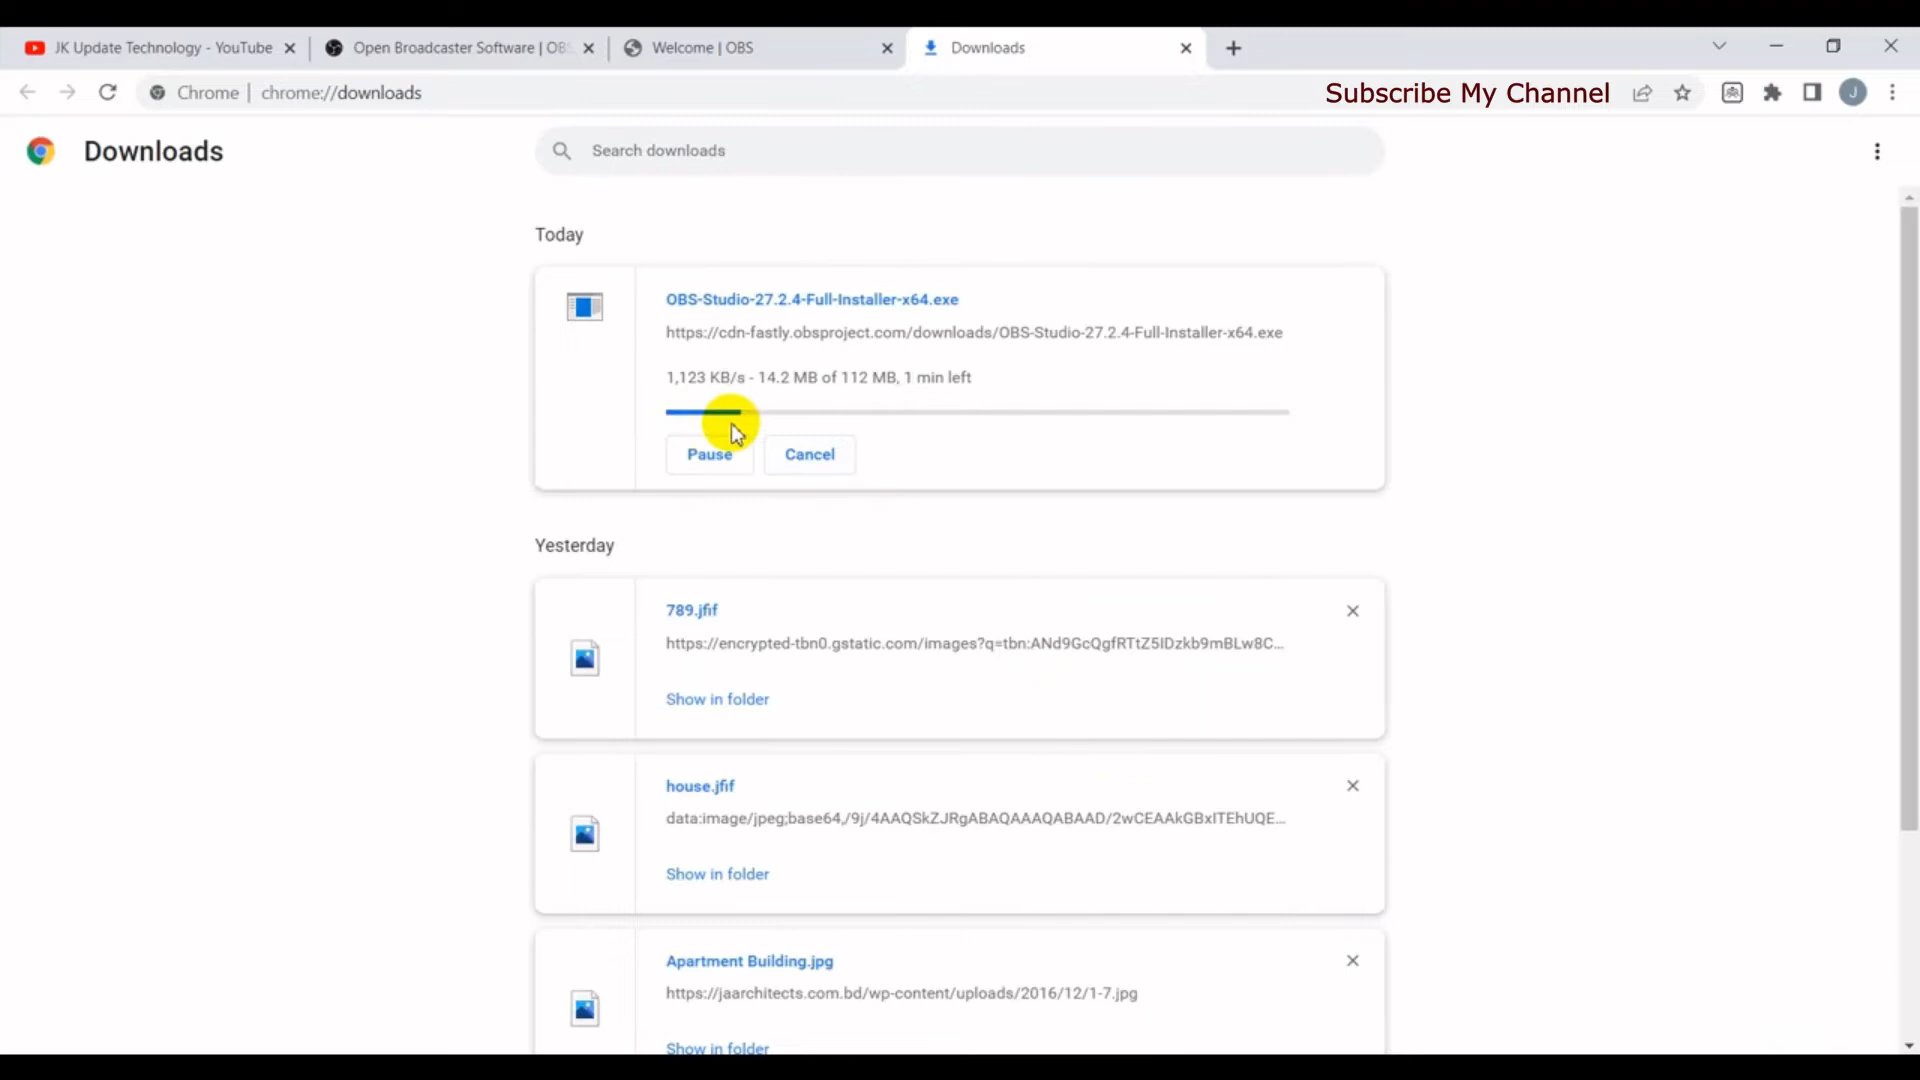 JK Update Technology - YouTube
Open Broadcaster Software | OBS
Welcome | OBS
Downloads
Chrome | chrome://downloads
Subscribe My Channel
J
Downloads
Search downloads
Today
OBS-Studio-27.2.4-Full-Installer-x64.exe
https://cdn-fastly.obsproject.com/downloads/OBS-Studio-27.2.4-Full-Installer-x64.exe
1,123 KB/s - 14.2 MB of 112 MB, 1 min left
Pause
Cancel
Yesterday
789.jfif
https://encrypted-tbn0.gstatic.com/images?q=tbn:ANd9GcQgfRTtZ5IDzkb9mBLw8C...
Show in folder
house.jfif
data:image/jpeg;base64,/9j/4AAQSkZJRgABAQAAAQABAAD/2wCEAAkGBxITEhUQE...
Show in folder
Apartment Building.jpg
https://jaarchitects.com.bd/wp-content/uploads/2016/12/1-7.jpg
Show in folder